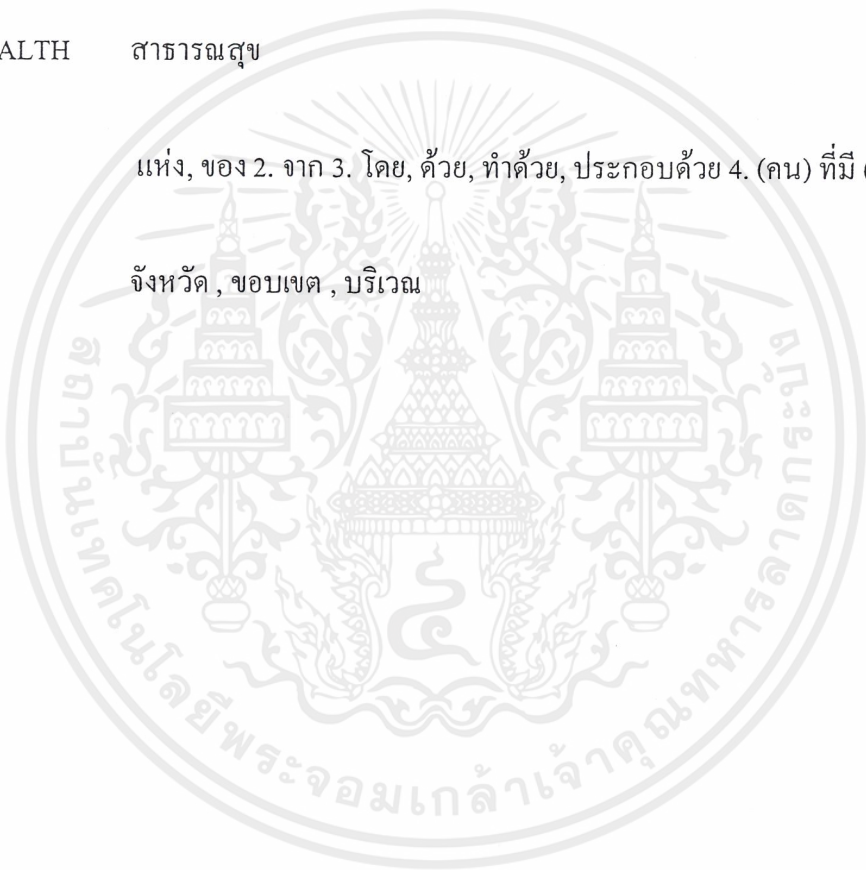 ALTH สาธารณสุข
แห่ง, ของ 2. จาก 3. โดย, ด้วย, ทำด้วย, ประกอบด้วย 4. (คน) ที่มี (
จังหวัด , ขอบเขต , บริเวณ
สถาบันเทคโนโลยีพระจอมเกล้าเจ้าคุณทหารลาดกระบัง